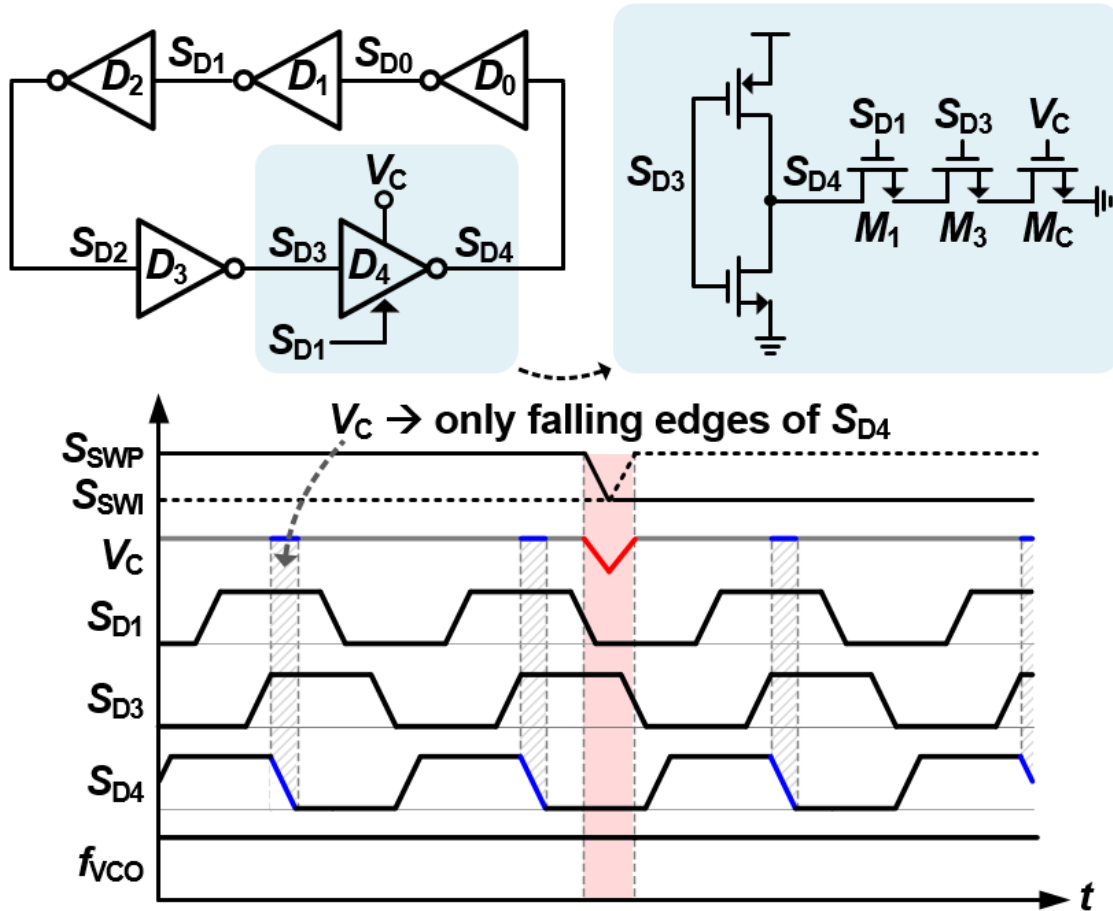 D2 SD1 D1 SD0 D0
VC
SD2 D3 SD3 D4 SD4
SD1
SD1 SD3 VC
SD3 SD4
M1 M3 MC
VC → only falling edges of SD4
SSWP
SSWI
VC
SD1
SD3
SD4
fVCO
t